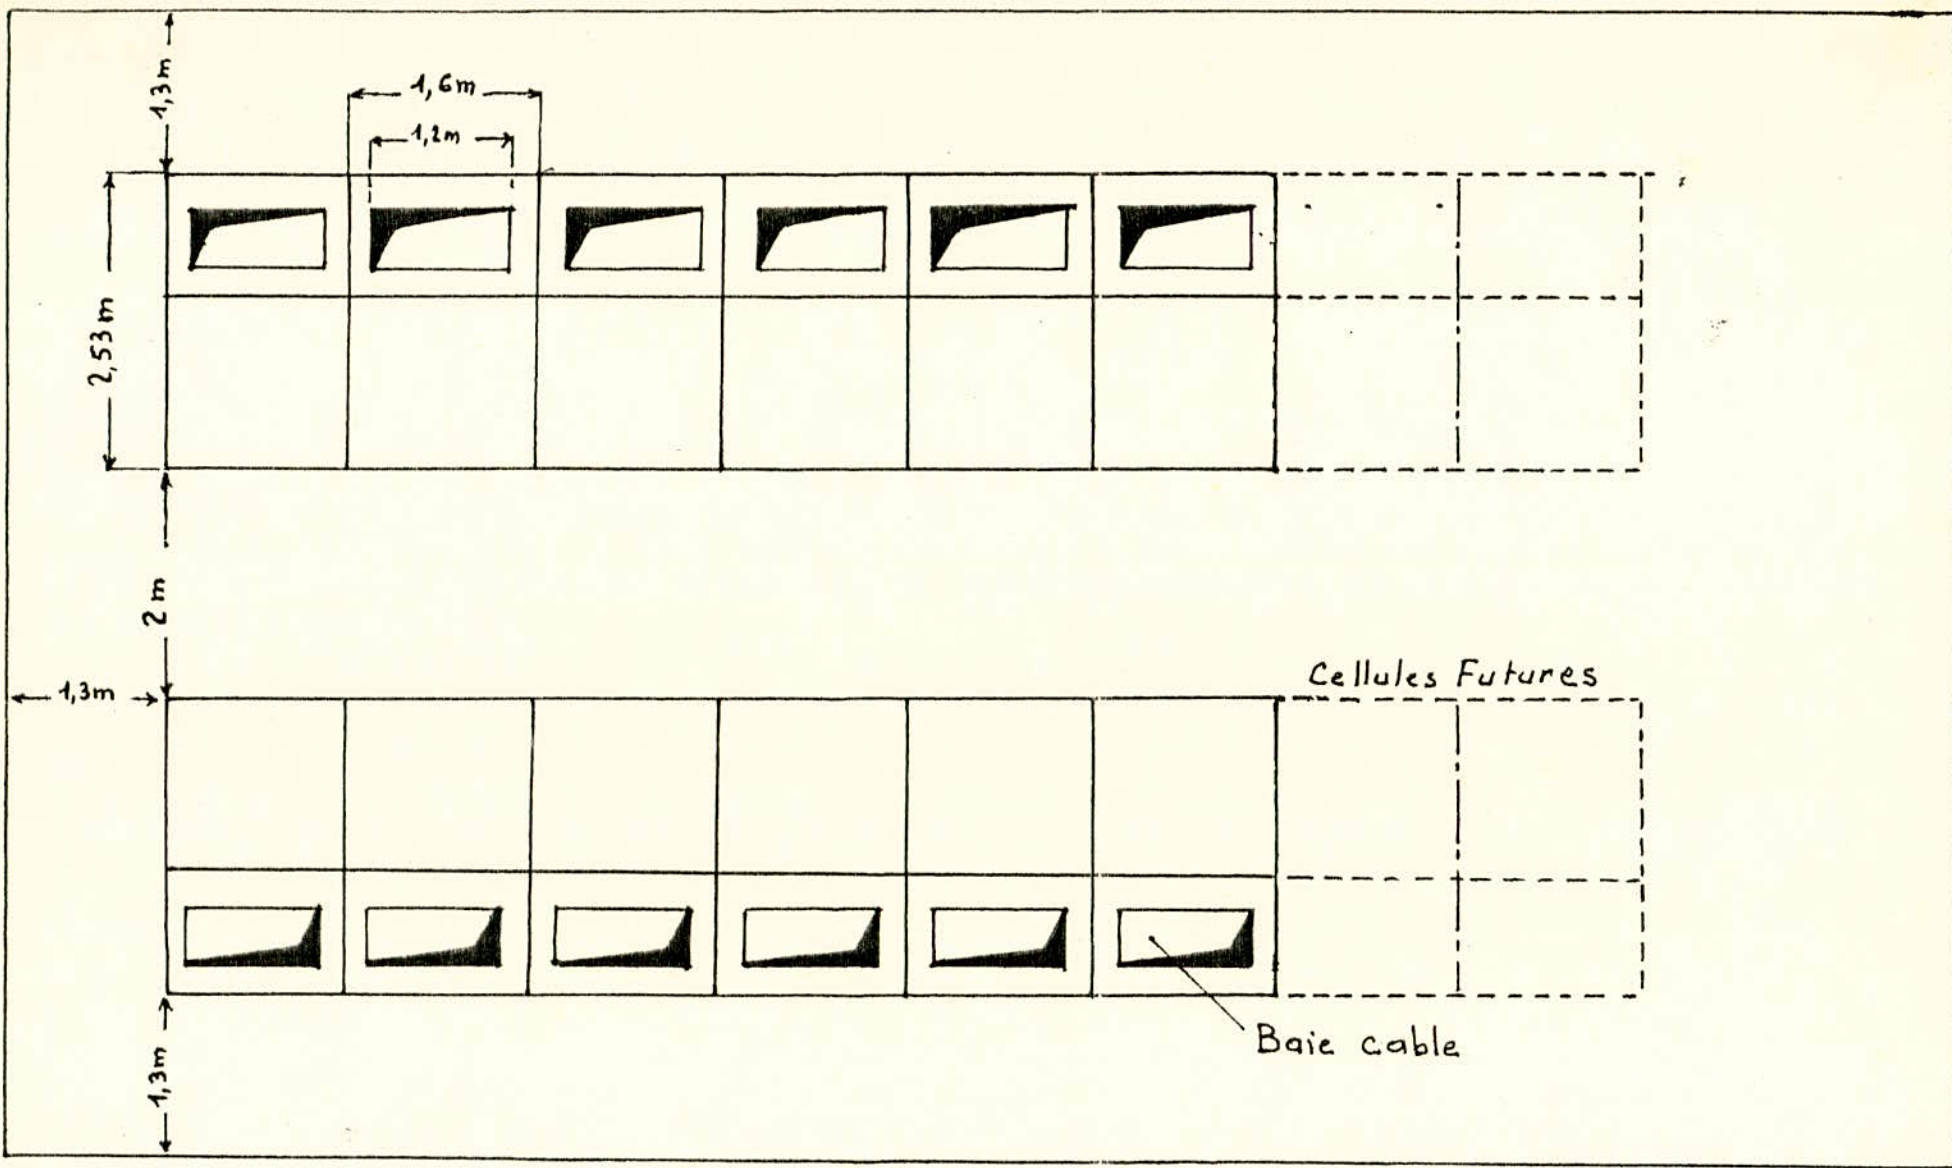 1,3m
1,6m
1,2m
2,53m
2m
Cellules Futures
1,3m
Baie cable
1,3m